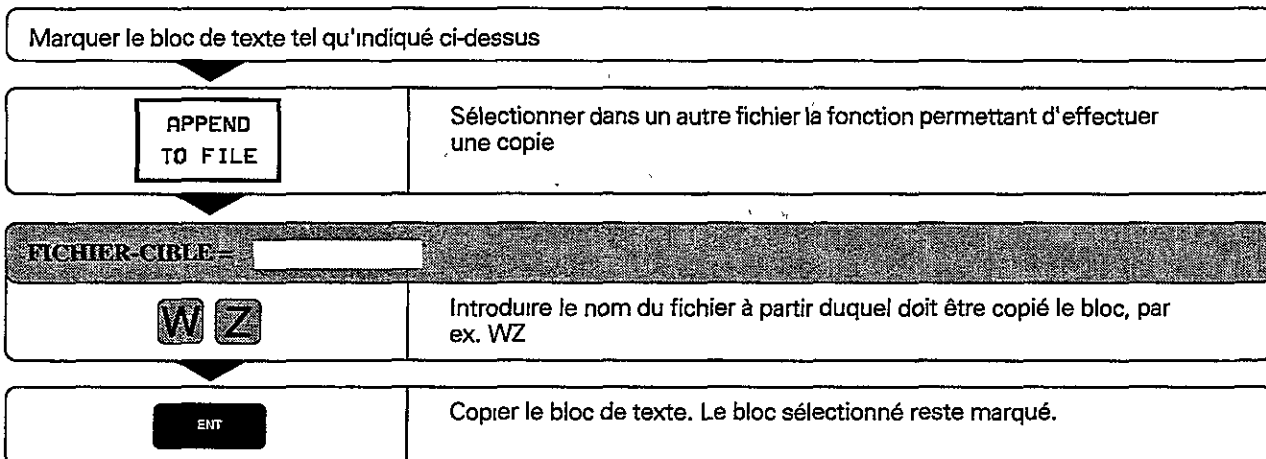 Marquer le bloc de texte tel qu'indiqué ci-dessus
APPEND
TO FILE
Sélectionner dans un autre fichier la fonction permettant d'effectuer
une copie
FICHIER-CIBLE =
W Z
Introduire le nom du fichier à partir duquel doit être copié le bloc, par
ex. WZ
ENT
Copier le bloc de texte. Le bloc sélectionné reste marqué.